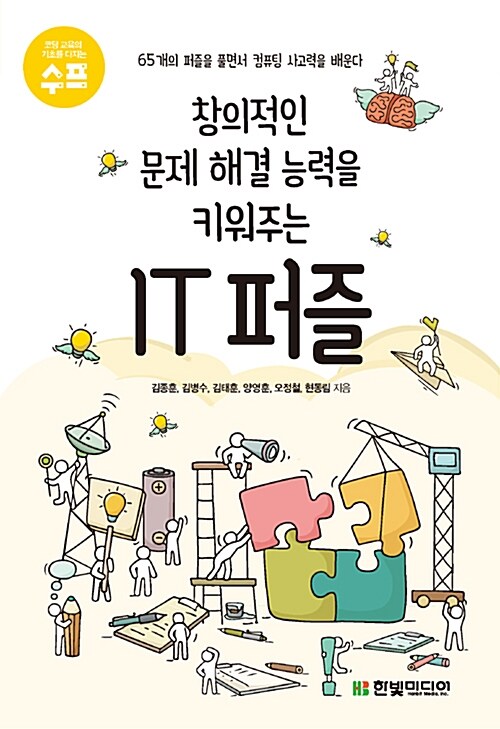 코딩 교육의
기초를 다지는
수프
65개의 퍼즐을 풀면서 컴퓨팅 사고력을 배운다
창의적인
문제 해결 능력을
키워주는
IT 퍼즐
김종훈, 김병수, 김태훈, 양영훈, 오정철, 현동림 지음
HB 한빛미디어
Hanbit Media, Inc.